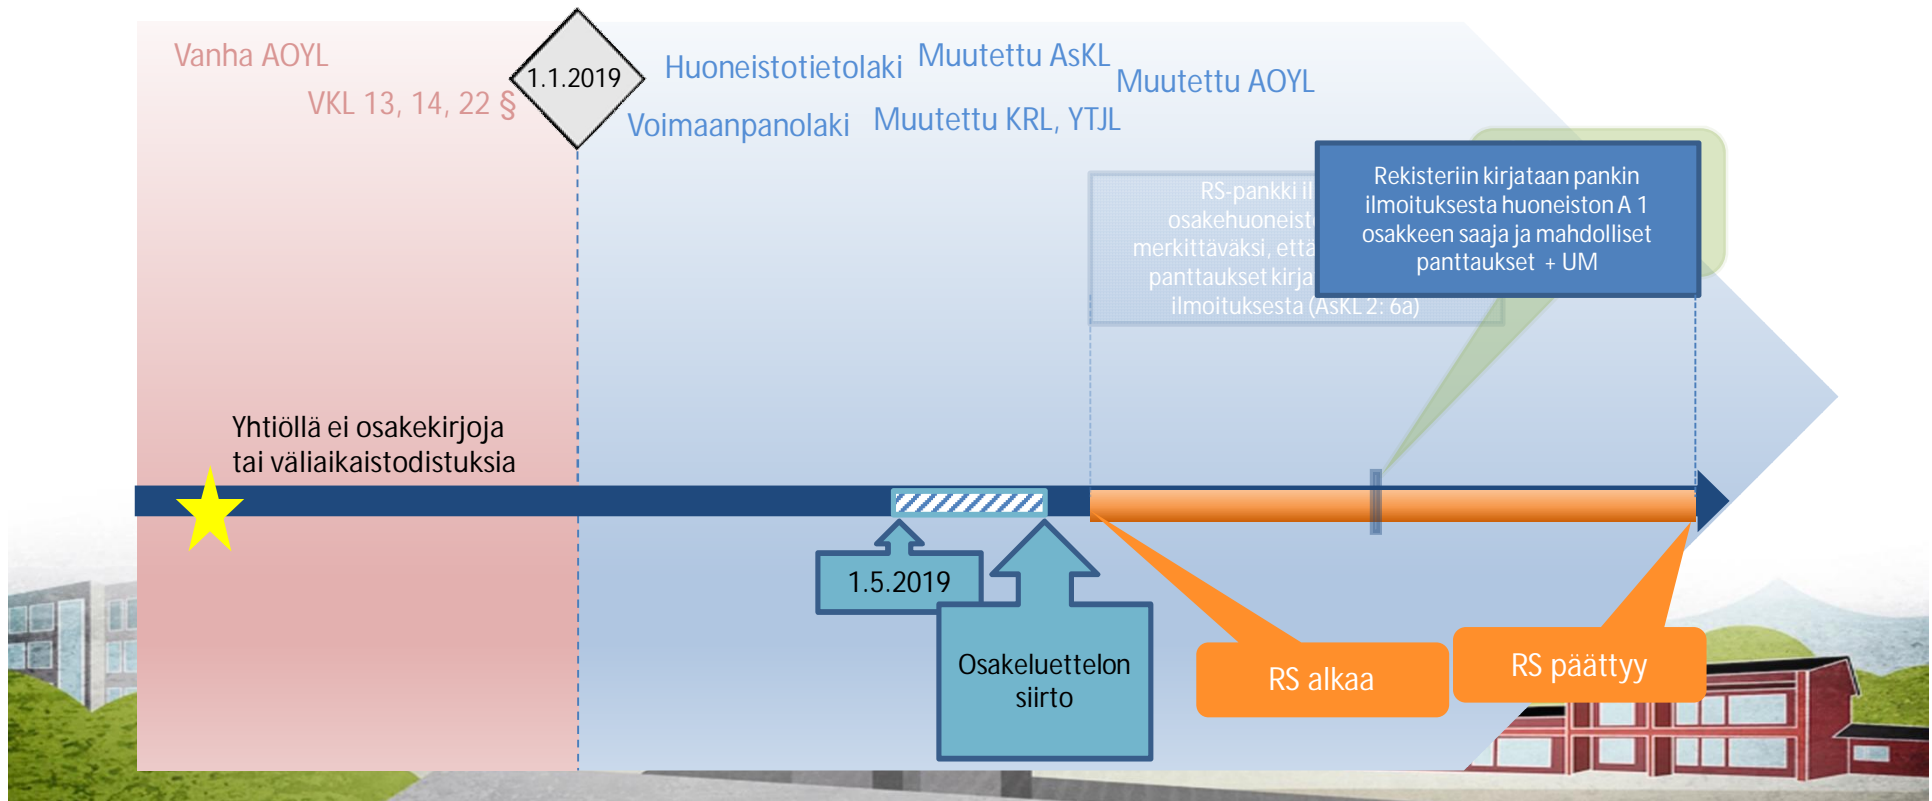 Vanha AOYL
VKL 13, 14, 22 §
1.1.2019
Huoneistotietolaki
Muutettu AsKL
Muutettu AOYL
Voimaanpanolaki
Muutettu KRL, YTJL
RS-pankki
osakehuoneist
merkittäväksi, että
panttaukset kirja
ilmoituksesta (AsKL 2: 6a)
Rekisteriin kirjataan pankin
ilmoituksesta huoneiston A 1
osakkeen saaja ja mahdolliset
panttaukset + UM
Yhtiöllä ei osakekirjoja
tai väliaikaistodistuksia
1.5.2019
Osakeluettelon
siirto
RS alkaa
RS päättyy